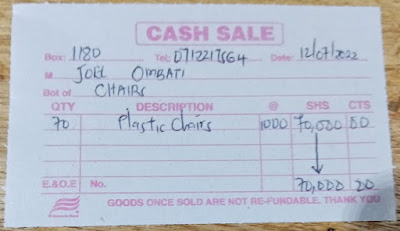 CASH SALE
Box: 1180 Tel: 0712217564 Date: 12/07/2022
M JOEL OMBATI
Bot of CHAIRS
QTY DESCRIPTION @ SHS CTS
70 Plastic Chairs 1000 70,000 00
E.&O.E No. 70,000 00
GOODS ONCE SOLD ARE NOT RE-FUNDABLE. THANK YOU